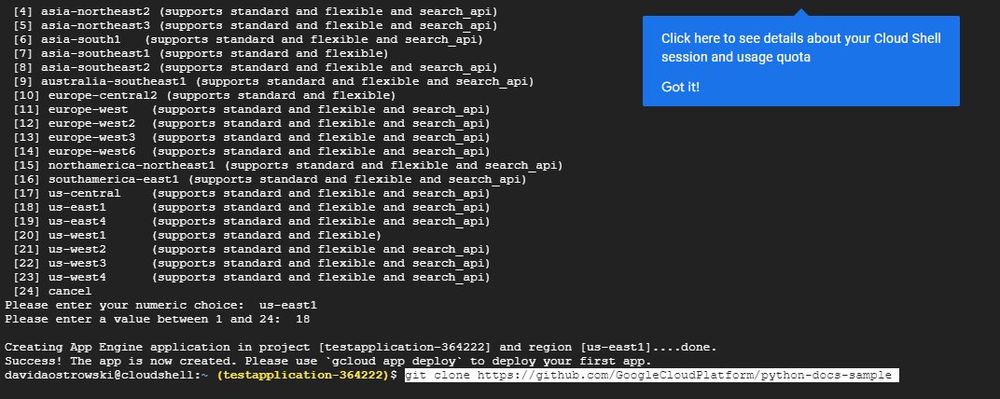 [4] asia-northeast2 (supports standard and flexible and search_api)
[5] asia-northeast3 (supports standard and flexible and search_api)
[6] asia-south1 (supports standard and flexible and search_api)
[7] asia-southeast1 (supports standard and flexible)
[8] asia-southeast2 (supports standard and flexible and search_api)
[9] australia-southeast1 (supports standard and flexible and search_api)
[10] europe-central2 (supports standard and flexible)
[11] europe-west (supports standard and flexible and search_api)
[12] europe-west2 (supports standard and flexible and search_api)
[13] europe-west3 (supports standard and flexible and search_api)
[14] europe-west6 (supports standard and flexible and search_api)
[15] northamerica-northeast1 (supports standard and flexible and search_api)
[16] southamerica-east1 (supports standard and flexible and search_api)
[17] us-central (supports standard and flexible and search_api)
[18] us-east1 (supports standard and flexible and search_api)
[19] us-east4 (supports standard and flexible and search_api)
[20] us-west1 (supports standard and flexible)
[21] us-west2 (supports standard and flexible and search_api)
[22] us-west3 (supports standard and flexible and search_api)
[23] us-west4 (supports standard and flexible and search_api)
[24] cancel
Please enter your numeric choice: us-east1
Please enter a value between 1 and 24: 18
Creating App Engine application in project [testapplication-364222] and region [us-east1]....done.
Success! The app is now created. Please use `gcloud app deploy` to deploy your first app.
davidaostrowski@cloudshell:~ (testapplication-364222)$ git clone https://github.com/GoogleCloudPlatform/python-docs-sample
Click here to see details about your Cloud Shell
session and usage quota
Got it!